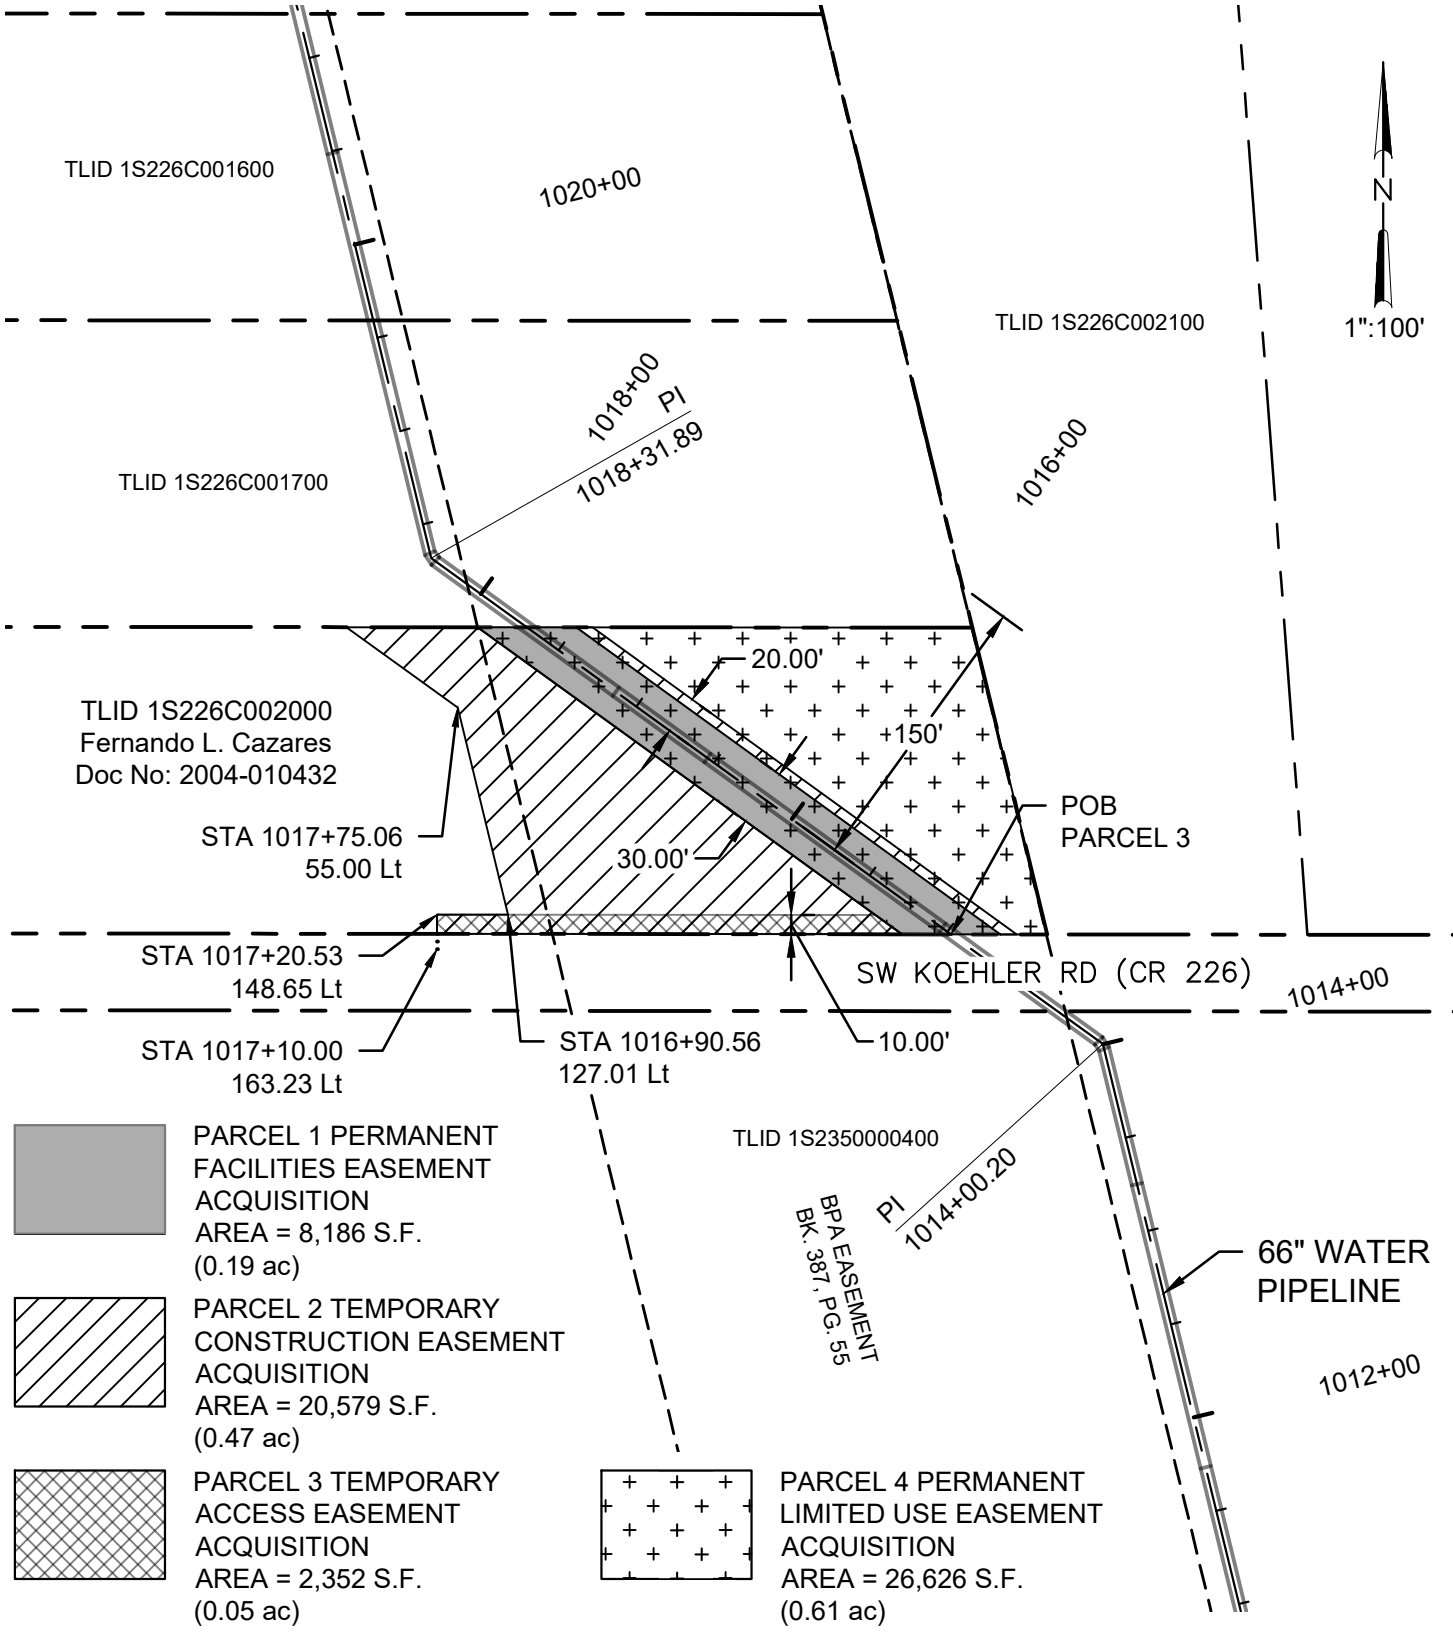 TLID 1S226C001600
1020+00
N
1":100'
TLID 1S226C002100
1018+00
PI
1018+31.89
1016+00
TLID 1S226C001700
20.00'
150'
TLID 1S226C002000
Fernando L. Cazares
Doc No: 2004-010432
POB
PARCEL 3
STA 1017+75.06
55.00 Lt
30.00'
STA 1017+20.53
148.65 Lt
SW KOEHLER RD (CR 226)
1014+00
STA 1017+10.00
163.23 Lt
STA 1016+90.56
127.01 Lt
10.00'
TLID 1S2350000400
PI
1014+00.20
BPA EASEMENT
BK. 387, PG. 55
66" WATER
PIPELINE
1012+00
PARCEL 1 PERMANENT
FACILITIES EASEMENT
ACQUISITION
AREA = 8,186 S.F.
(0.19 ac)
PARCEL 2 TEMPORARY
CONSTRUCTION EASEMENT
ACQUISITION
AREA = 20,579 S.F.
(0.47 ac)
PARCEL 3 TEMPORARY
ACCESS EASEMENT
ACQUISITION
AREA = 2,352 S.F.
(0.05 ac)
PARCEL 4 PERMANENT
LIMITED USE EASEMENT
ACQUISITION
AREA = 26,626 S.F.
(0.61 ac)